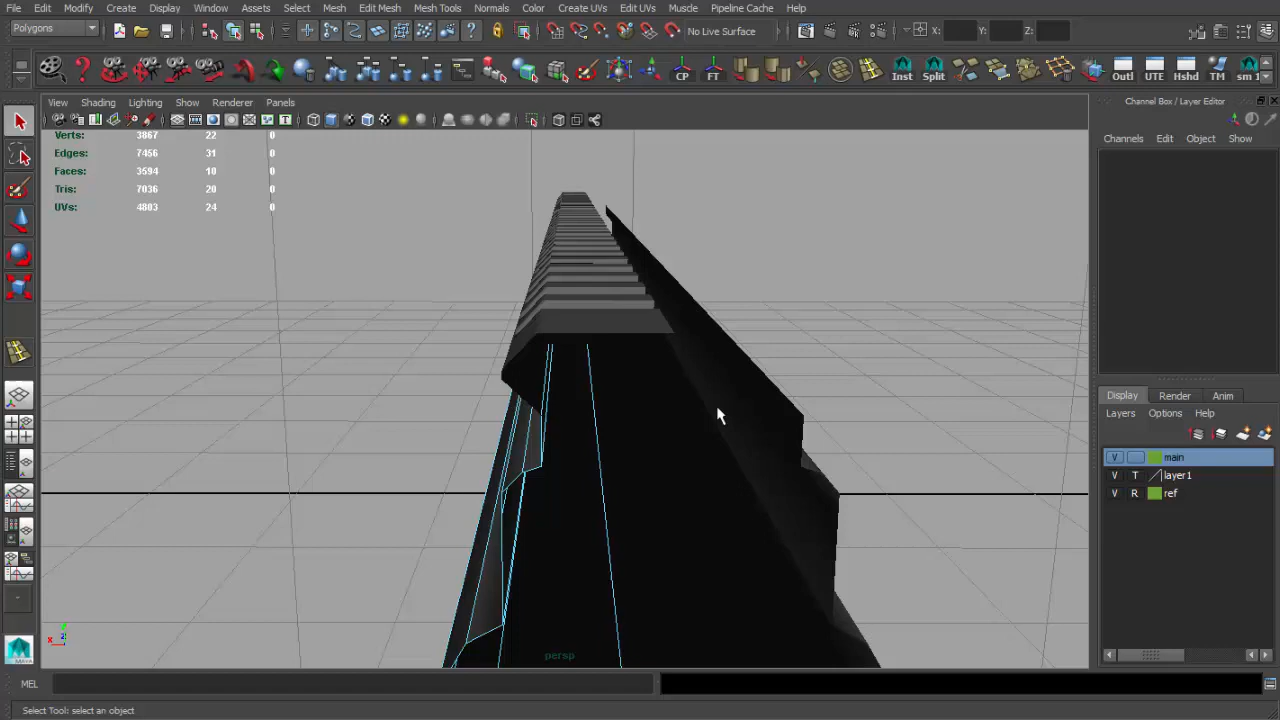 File Edit Modify Create Display Window Assets Select Mesh Edit Mesh Mesh Tools Normals Color Create UVs Edit UVs Muscle Pipeline Cache Help
Polygons No Live Surface X: Y: Z:
CP FT Inst Split Outl UTE Hshd TM sm 1
View Shading Lighting Show Renderer Panels
Channel Box / Layer Editor
Channels Edit Object Show
Verts: 3867 22 0
Edges: 7456 31 0
Faces: 3594 10 0
Tris: 7036 20 0
UVs: 4803 24 0
Display Render Anim
Layers Options Help
V main
V T layer1
V R ref
persp
MEL
Select Tool: select an object